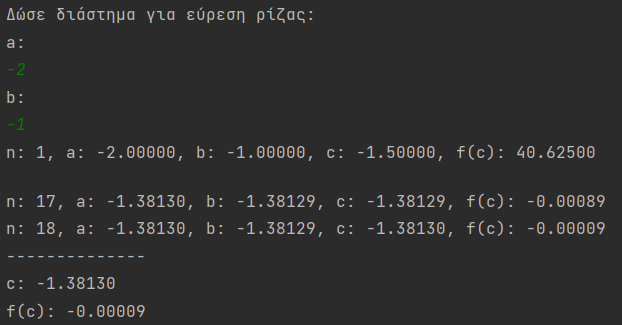 Δώσε διάστημα για εύρεση ρίζας:
a:
-2
b:
-1
n: 1, a: -2.00000, b: -1.00000, c: -1.50000, f(c): 40.62500
n: 17, a: -1.38130, b: -1.38129, c: -1.38129, f(c): -0.00089
n: 18, a: -1.38130, b: -1.38129, c: -1.38130, f(c): -0.00009
--------------
c: -1.38130
f(c): -0.00009